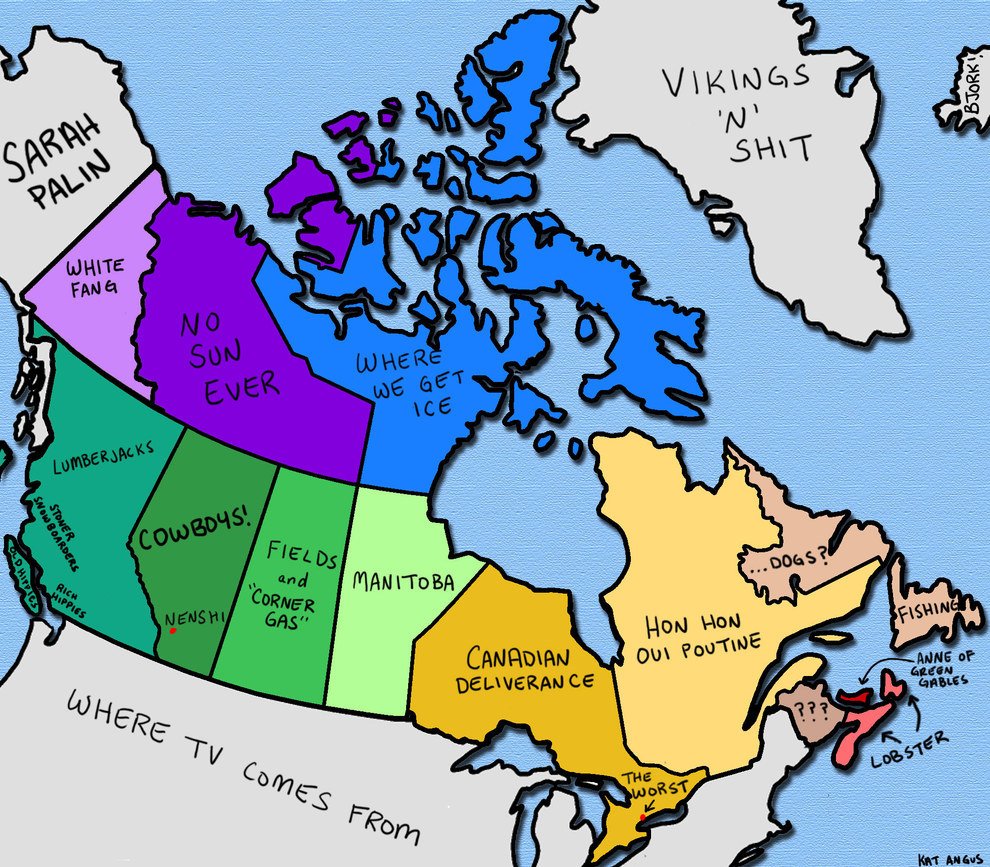 SARAH
PALIN
VIKINGS
'N'
SHIT
BJORK!
WHITE
FANG
NO
SUN
EVER
WHERE
WE GET
ICE
LUMBERJACKS
STONER
SNOWBOARDERS
OLD HIPPIES
RICH
HIPPIES
COWBOYS!
NENSHI
FIELDS
and
"CORNER
GAS"
MANITOBA
CANADIAN
DELIVERANCE
HON HON
OUI POUTINE
...DOGS?
FISHING
ANNE OF
GREEN
GABLES
???
LOBSTER
THE
WORST
WHERE TV COMES FROM
KAT ANGUS